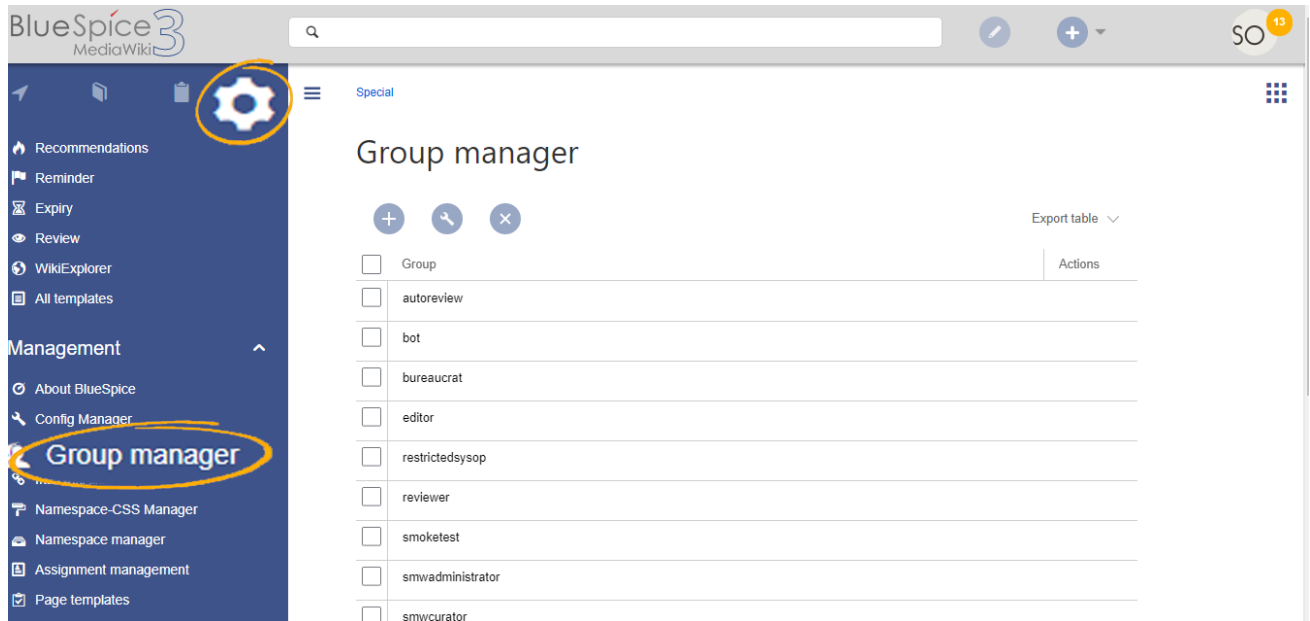 BlueSpice 3
MediaWiki
SO
13
Special
Group manager
Recommendations
Reminder
Expiry
Review
WikiExplorer
All templates
Management
About BlueSpice
Config Manager
Group manager
Namespace-CSS Manager
Namespace manager
Assignment management
Page templates
Export table
Group
Actions
autoreview
bot
bureaucrat
editor
restrictedsysop
reviewer
smoketest
smwadministrator
smwcurator